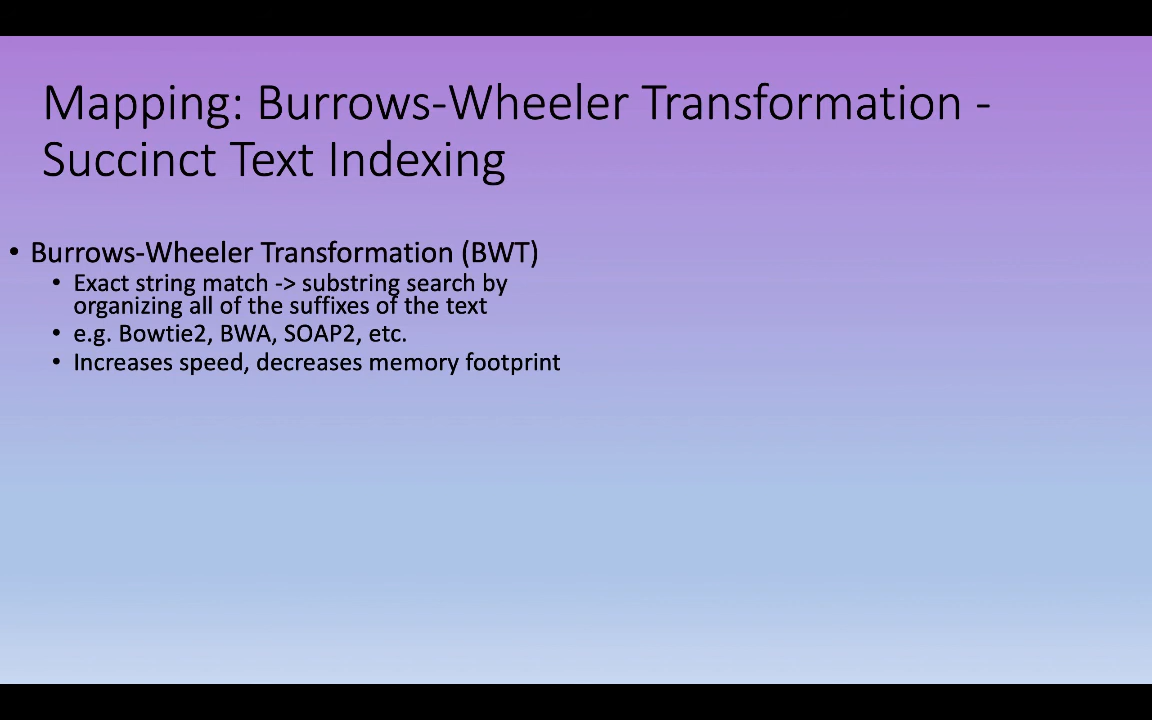 Mapping: Burrows-Wheeler Transformation -
Succinct Text Indexing
• Burrows-Wheeler Transformation (BWT)
• Exact string match -> substring search by
organizing all of the suffixes of the text
• e.g. Bowtie2, BWA, SOAP2, etc.
• Increases speed, decreases memory footprint